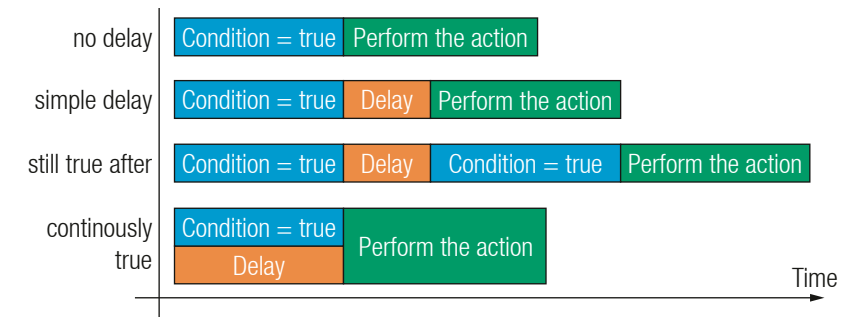 no delay Condition = true Perform the action
simple delay Condition = true Delay Perform the action
still true after Condition = true Delay Condition = true Perform the action
continously
true
Condition = true
Delay
Perform the action
Time